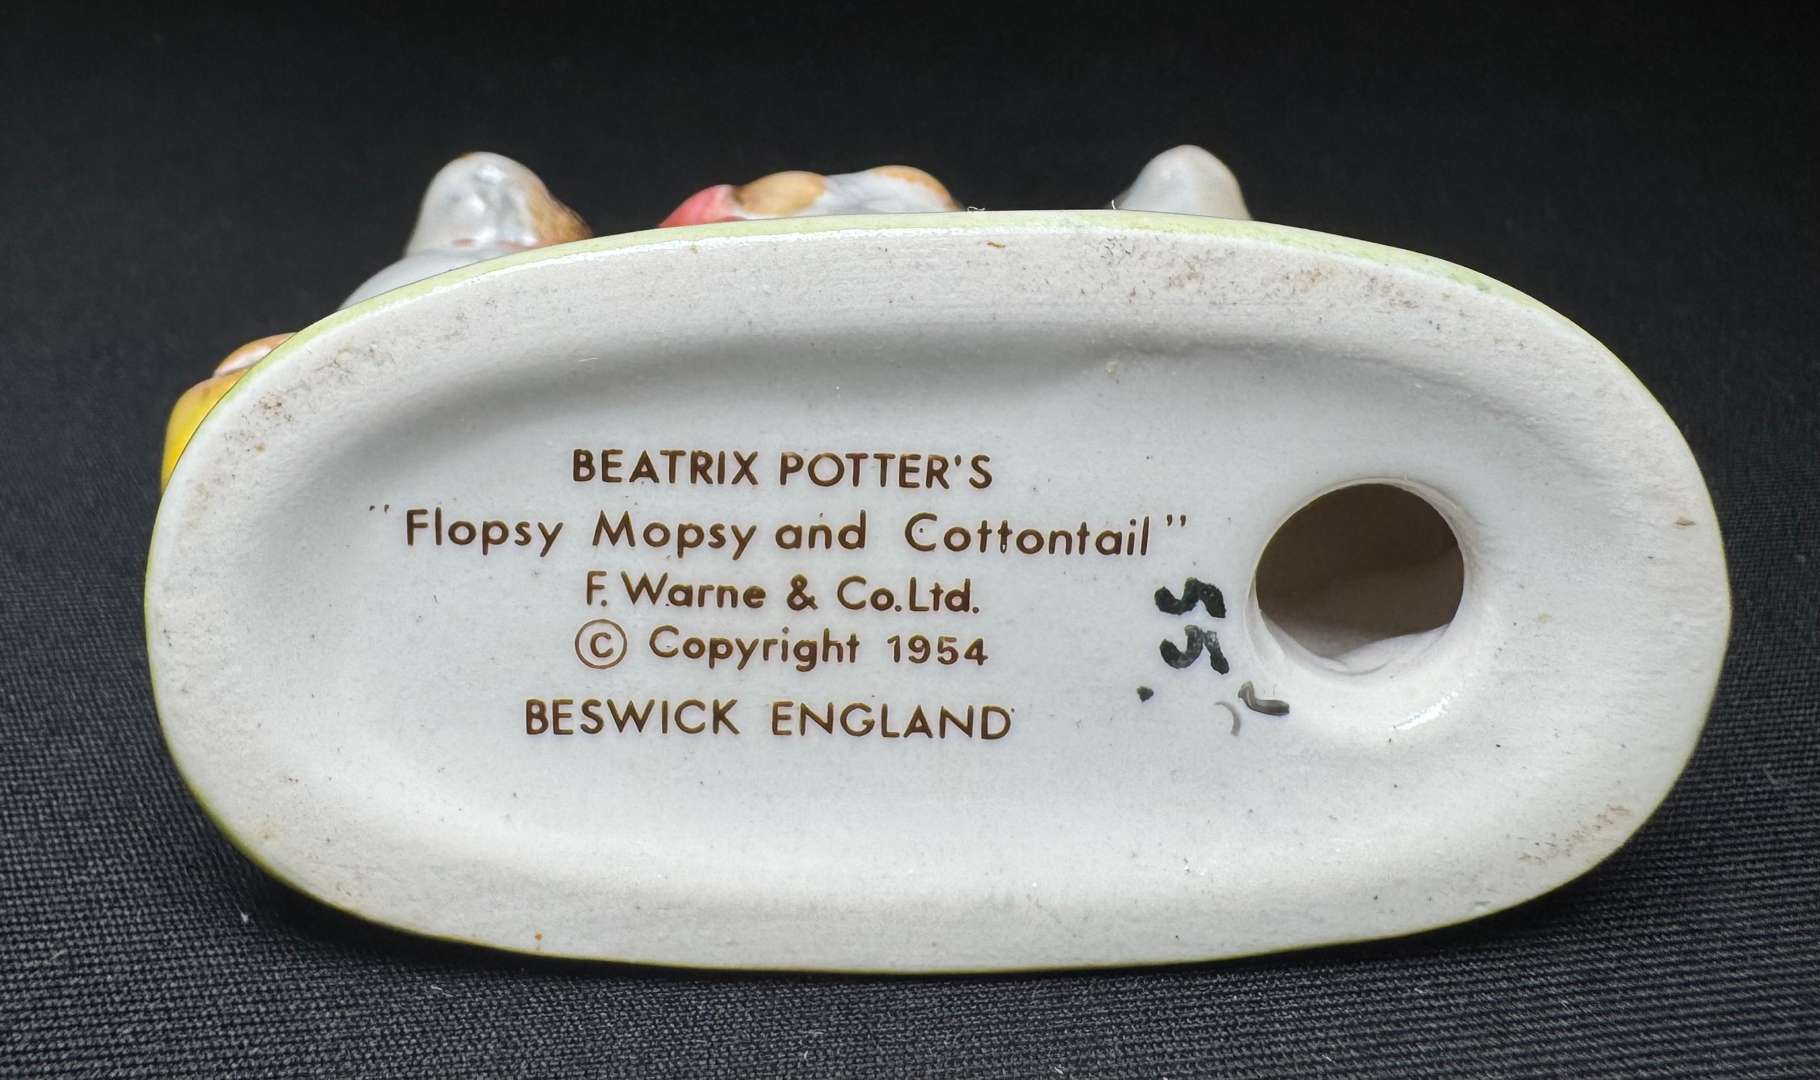 BEATRIX POTTER'S
"Flopsy Mopsy and Cottontail"
F. Warne & Co.Ltd.
© Copyright 1954
BESWICK ENGLAND